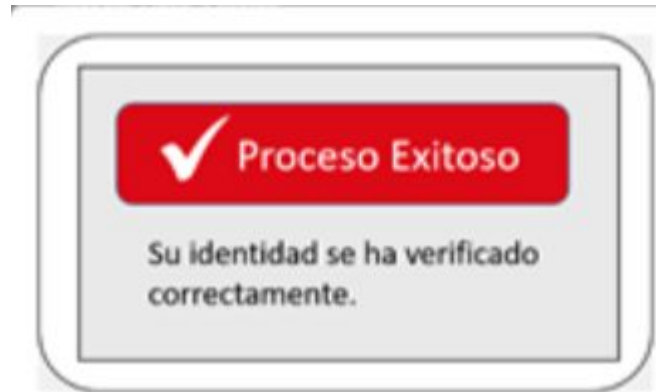 Proceso Exitoso
Su identidad se ha verificado
correctamente.